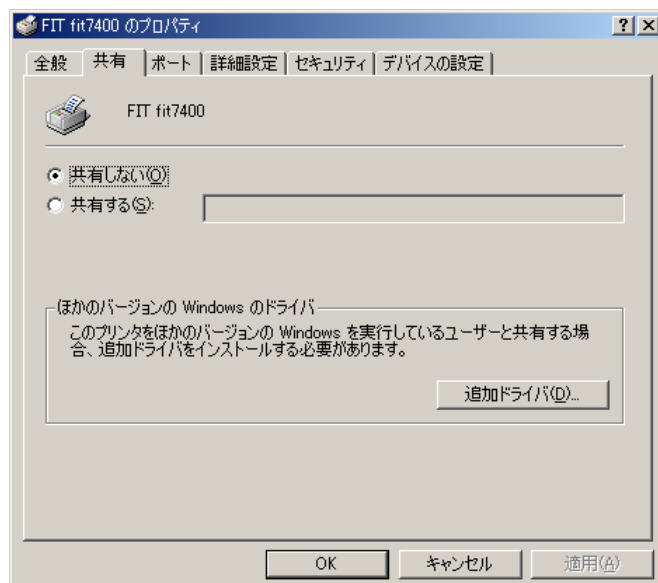 FIT fit7400 のプロパティ
全般 共有 ポート 詳細設定 セキュリティ デバイスの設定
FIT fit7400
共有しない(O)
共有する(S):
ほかのバージョンの Windows のドライバ
このプリンタをほかのバージョンの Windows を実行しているユーザーと共有する場
合、追加ドライバをインストールする必要があります。
追加ドライバ(D)...
OK キャンセル 適用(A)